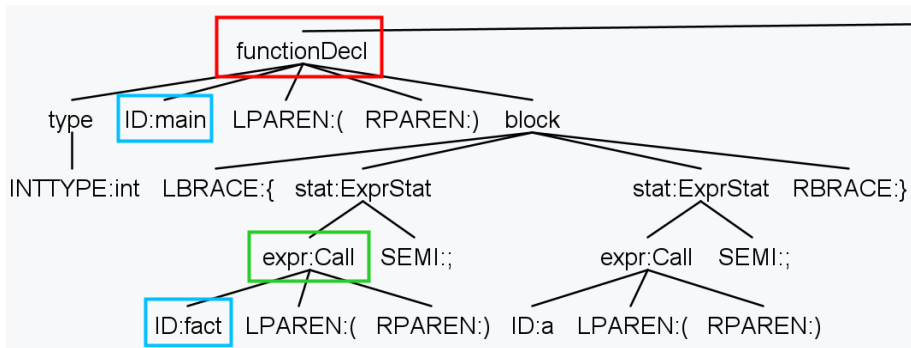 functionDecl
type ID:main LPAREN:( RPAREN:) block
INTTYPE:int LBRACE:{ stat:ExprStat stat:ExprStat RBRACE:}
expr:Call SEMI:; expr:Call SEMI:;
ID:fact LPAREN:( RPAREN:) ID:a LPAREN:( RPAREN:)